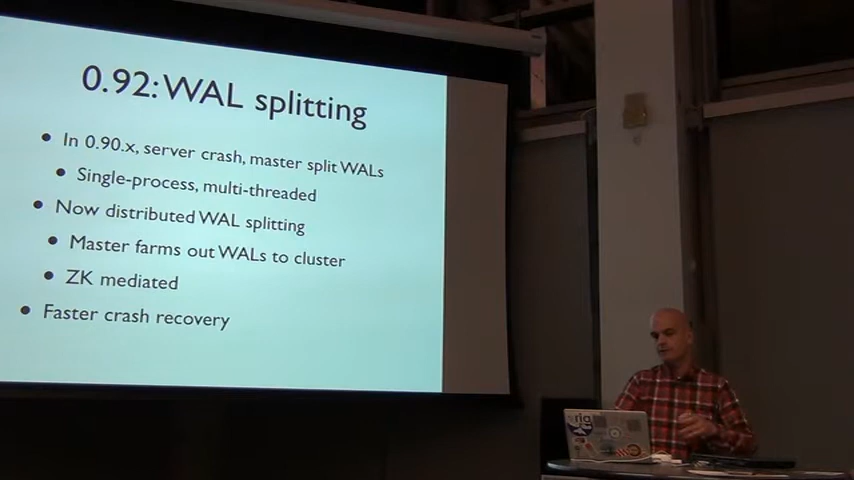 0.92: WAL splitting
In 0.90.x, server crash, master split WALs
Single-process, multi-threaded
Now distributed WAL splitting
Master farms out WALs to cluster
ZK mediated
Faster crash recovery